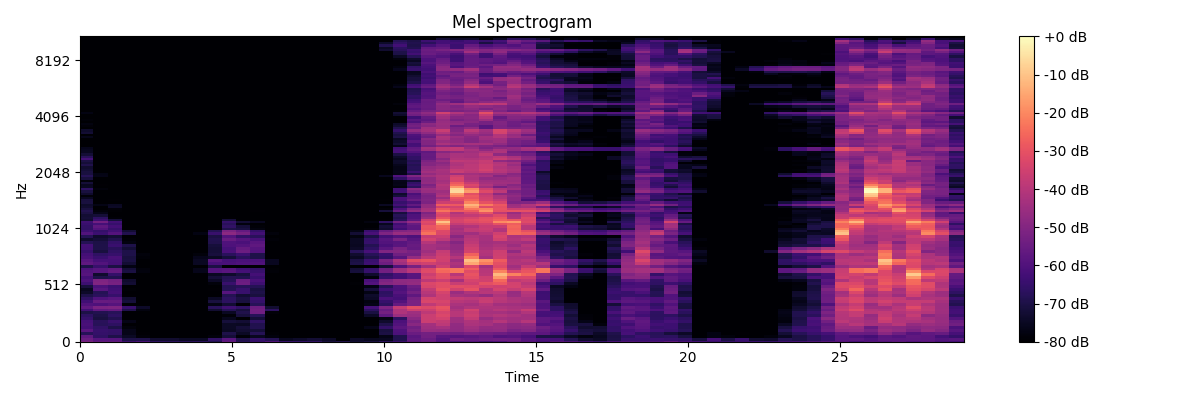 Mel spectrogram
+0 dB
8192
-10 dB
4096
-20 dB
-30 dB
2048
Hz
-40 dB
1024
-50 dB
-60 dB
512
-70 dB
0
-80 dB
0 5 10 15 20 25
Time